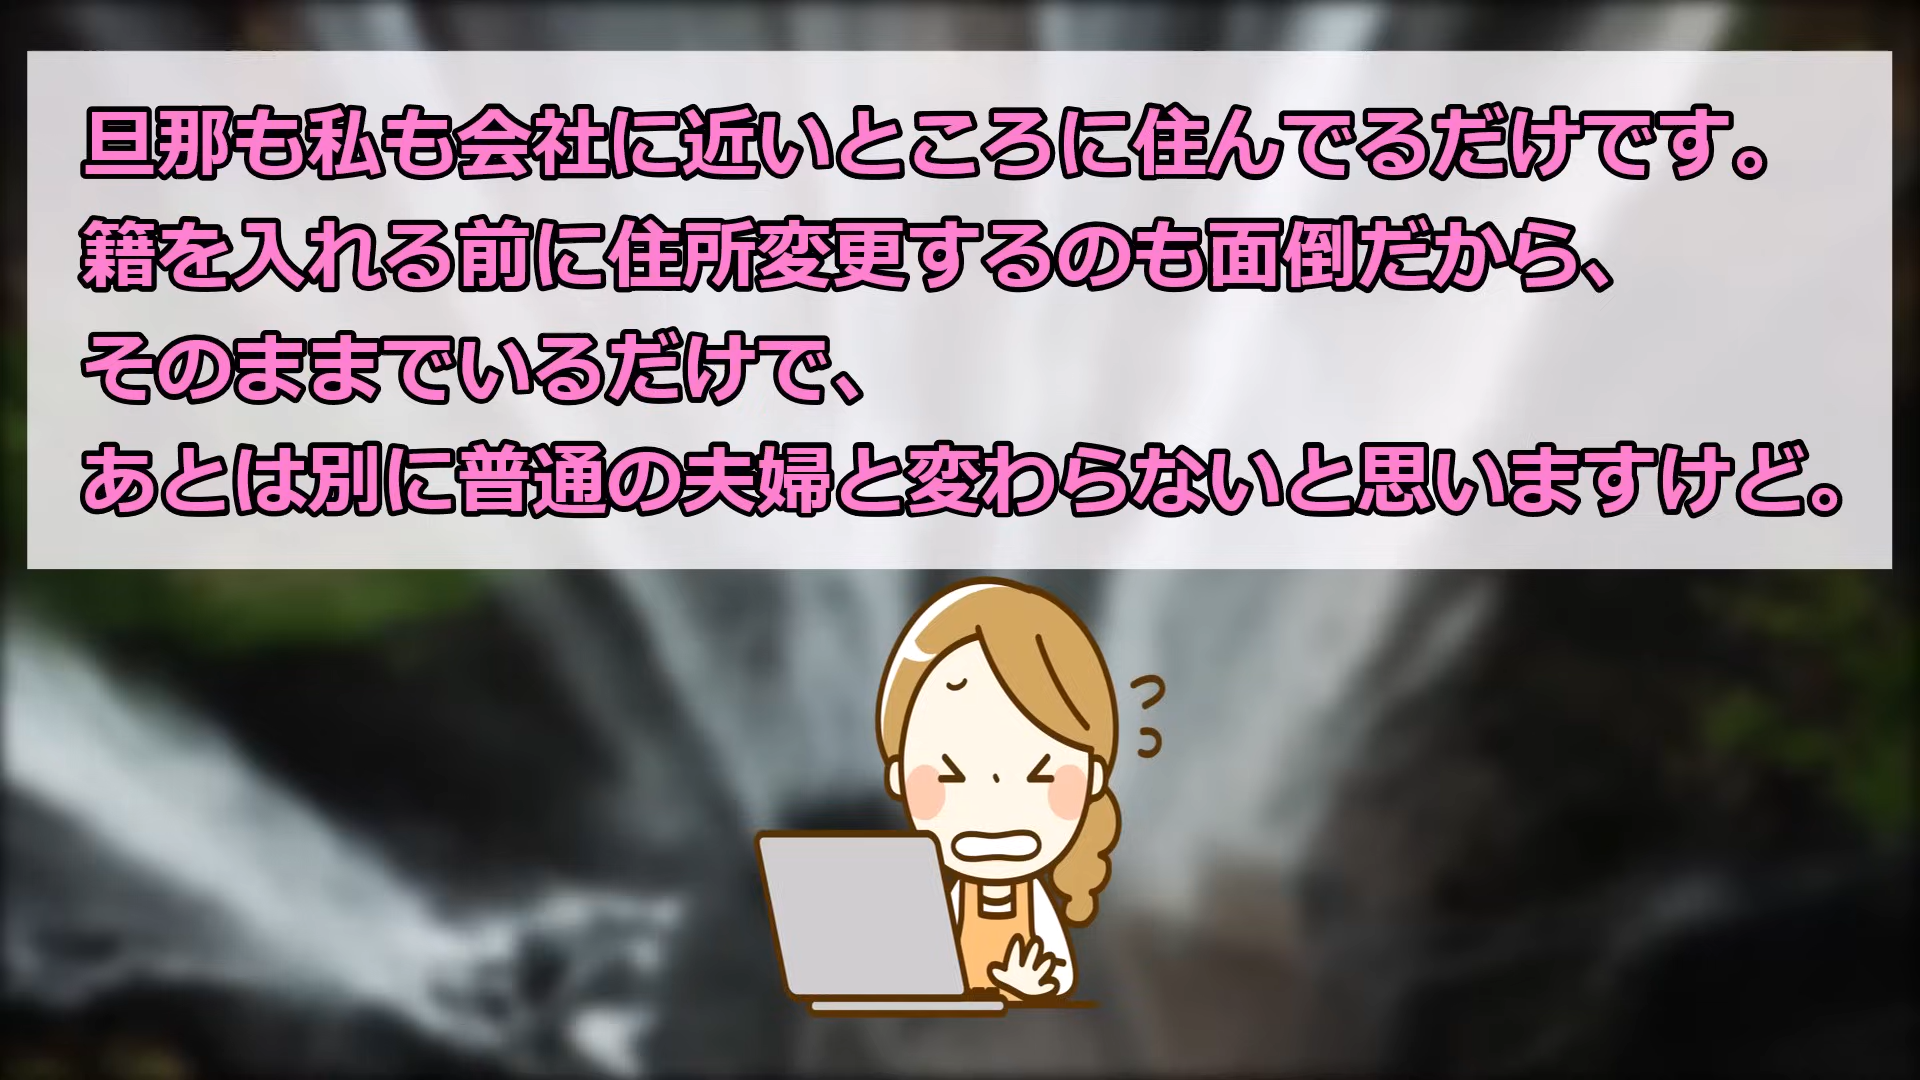 旦那も私も会社に近いところに住んでるだけです。
籍を入れる前に住所変更するのも面倒だから、
そのままでいるだけで、
あとは別に普通の夫婦と変わらないと思いますけど。